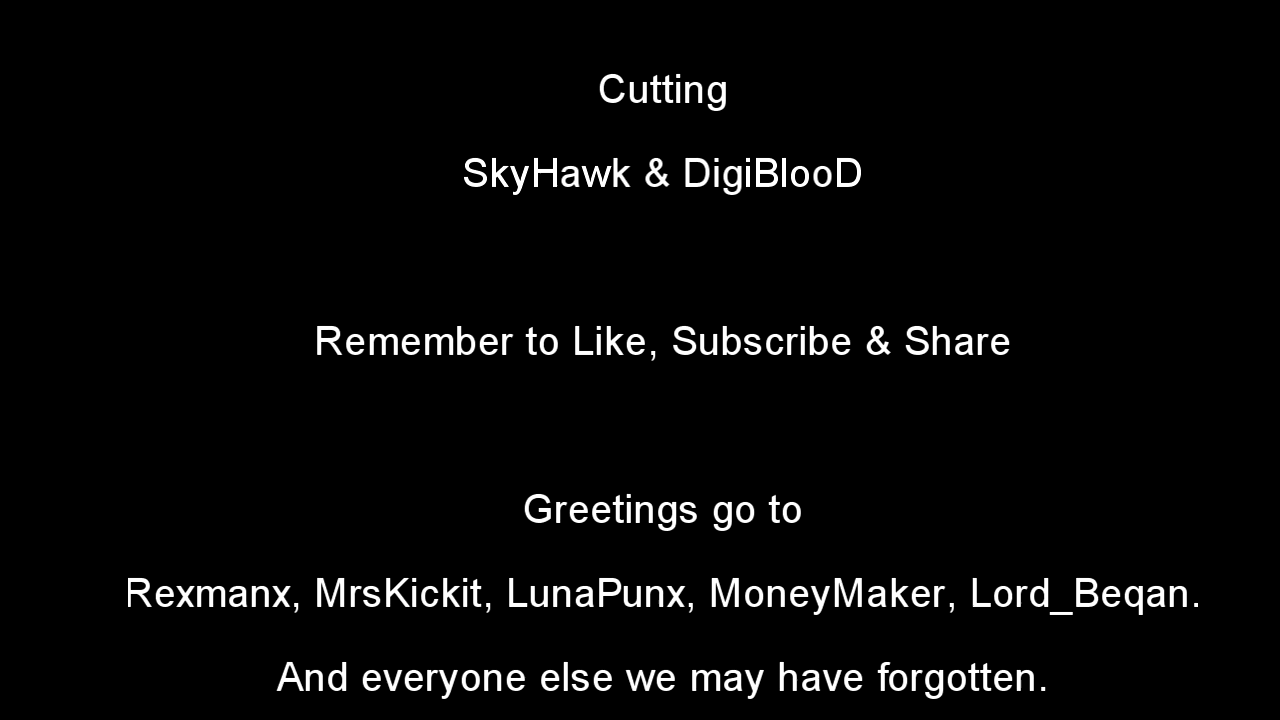 Cutting
SkyHawk & DigiBlooD
Remember to Like, Subscribe & Share
Greetings go to
Rexmanx, MrsKickit, LunaPunx, MoneyMaker, Lord_Beqan.
And everyone else we may have forgotten.